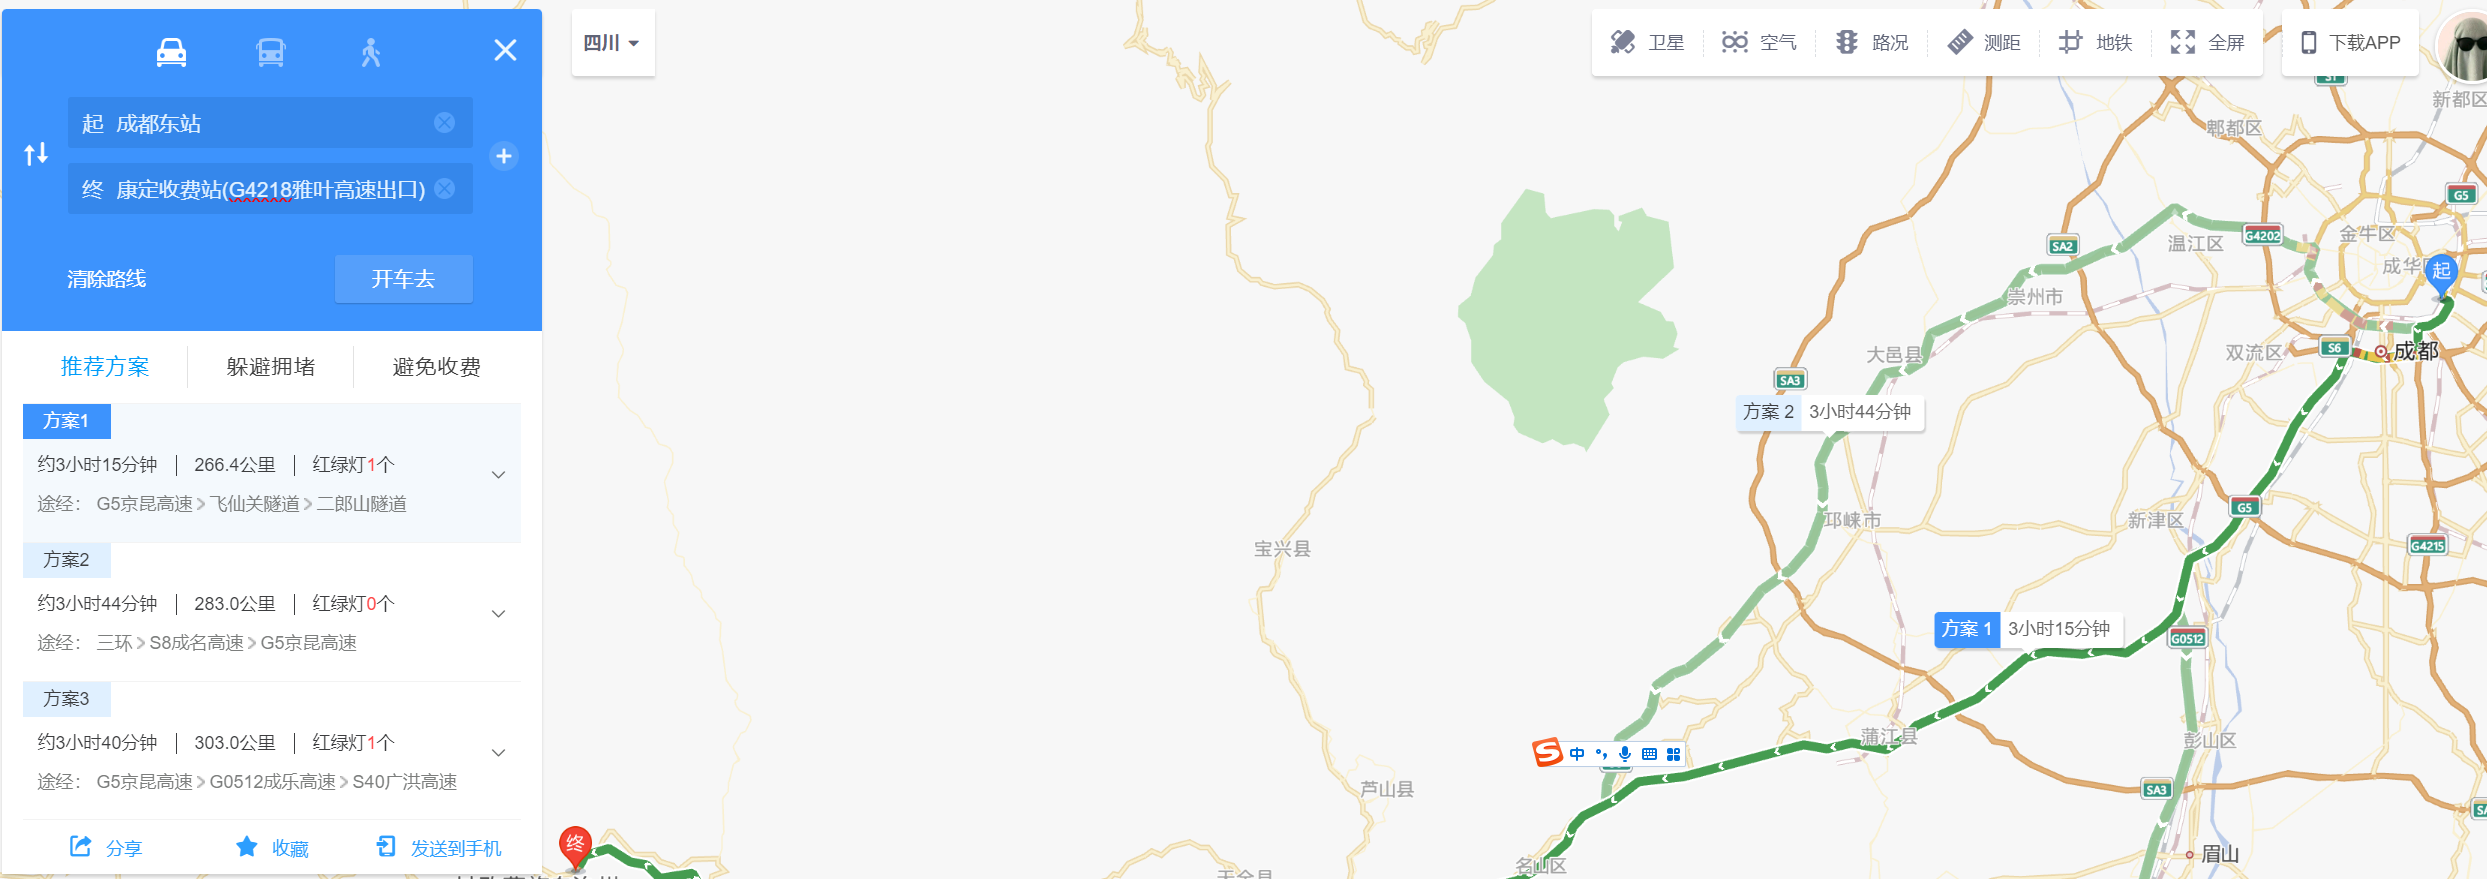 起 成都东站
终 康定收费站(G4218雅叶高速出口)
清除路线
开车去
推荐方案
躲避拥堵
避免收费
方案1
约3小时15分钟 | 266.4公里 | 红绿灯1个
途经： G5京昆高速 > 飞仙关隧道 > 二郎山隧道
方案2
约3小时44分钟 | 283.0公里 | 红绿灯0个
途经： 三环 > S8成名高速 > G5京昆高速
方案3
约3小时40分钟 | 303.0公里 | 红绿灯1个
途经： G5京昆高速 > G0512成乐高速 > S40广洪高速
分享
收藏
发送到手机
四川
卫星
空气
路况
测距
地铁
全屏
下载APP
S1
新都区
郫都区
G5
SA2
温江区
G4202
金牛区
成华
起
崇州市
大邑县
双流区
S6
成都
SA3
方案 2 3小时44分钟
邛崃市
新津区
G5
G4215
宝兴县
方案 1 3小时15分钟
G0512
蒲江县
彭山区
S 中
芦山县
SA3
终
名山区
眉山